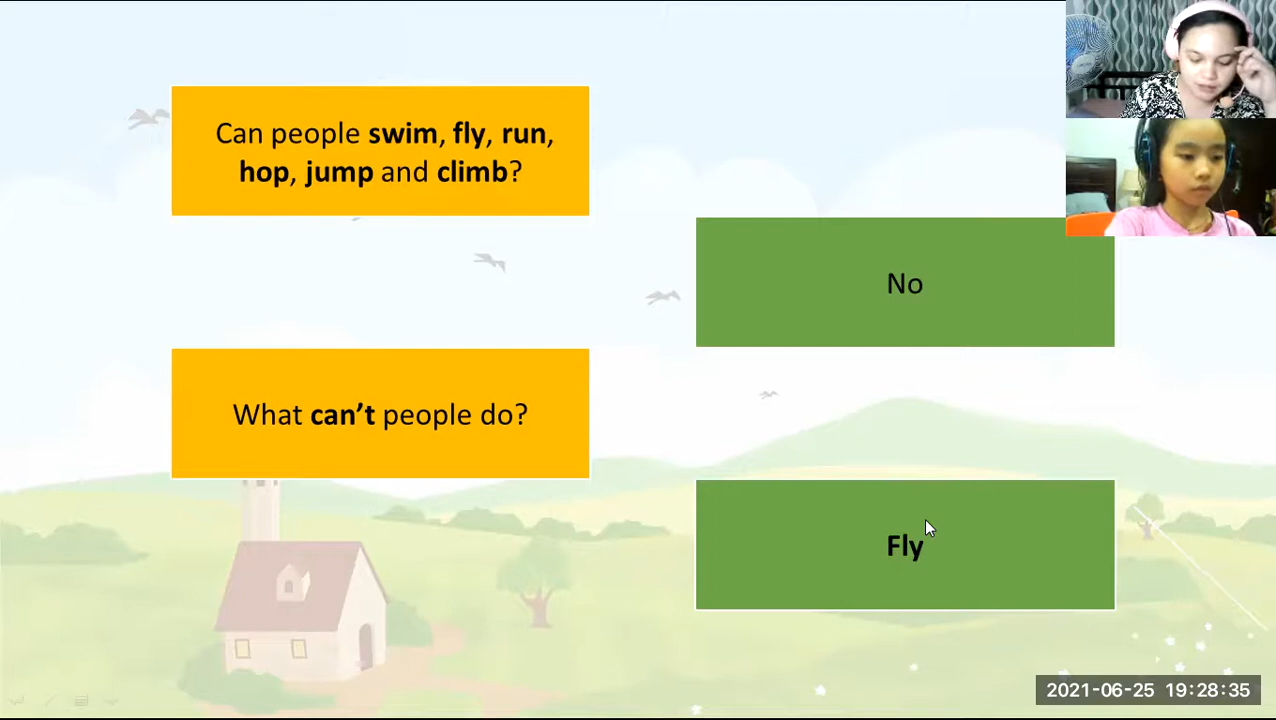 Can people swim, fly, run,
hop, jump and climb?
No
What can’t people do?
Fly
2021-06-25 19:28:35